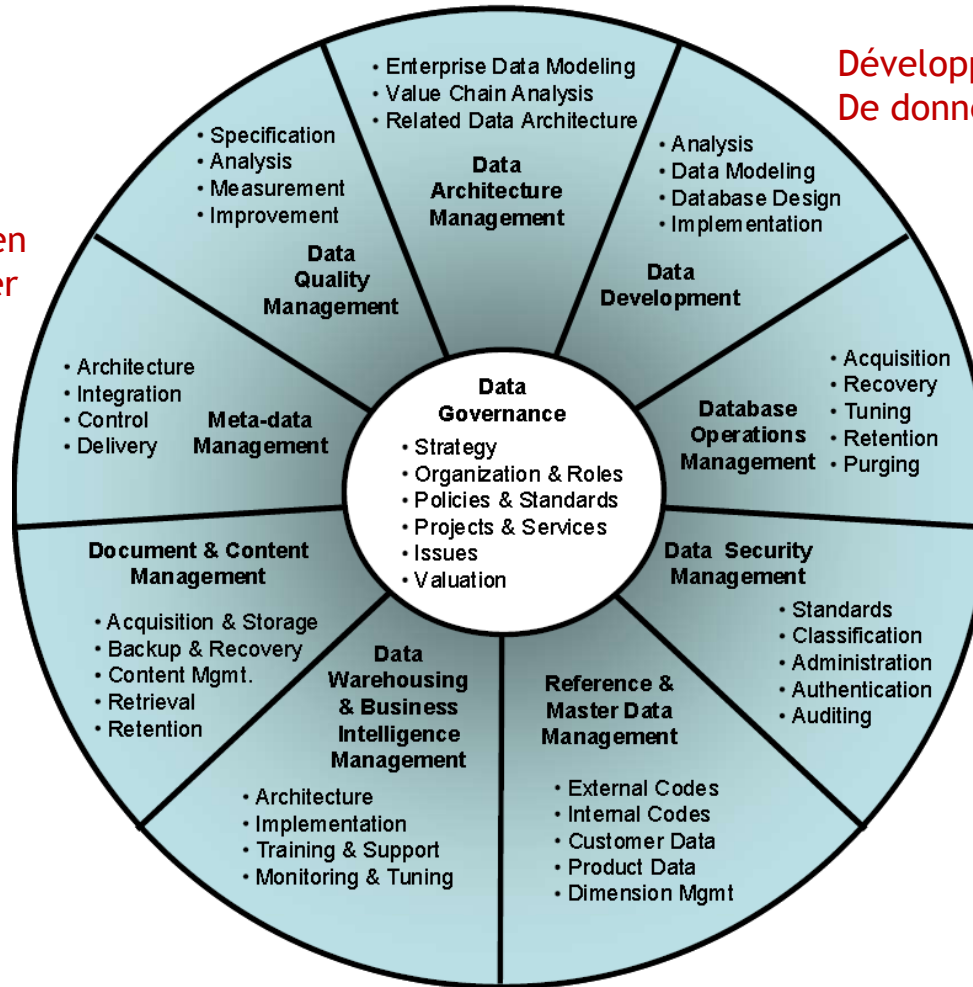 • Enterprise Data Modeling
• Value Chain Analysis
• Related Data Architecture
Data
Architecture
Management
Dévelop
De donn
• Analysis
• Data Modeling
• Database Design
• Implementation
Data
Development
• Acquisition
• Recovery
• Tuning
• Retention
• Purging
Database
Operations
Management
Data Security
Management
• Standards
• Classification
• Administration
• Authentication
• Auditing
Reference &
Master Data
Management
• External Codes
• Internal Codes
• Customer Data
• Product Data
• Dimension Mgmt
Data
Warehousing
& Business
Intelligence
Management
• Architecture
• Implementation
• Training & Support
• Monitoring & Tuning
Document & Content
Management
• Acquisition & Storage
• Backup & Recovery
• Content Mgmt.
• Retrieval
• Retention
• Architecture
• Integration
• Control
• Delivery
Meta-data
Management
en
er
• Specification
• Analysis
• Measurement
• Improvement
Data
Quality
Management
Data
Governance
• Strategy
• Organization & Roles
• Policies & Standards
• Projects & Services
• Issues
• Valuation